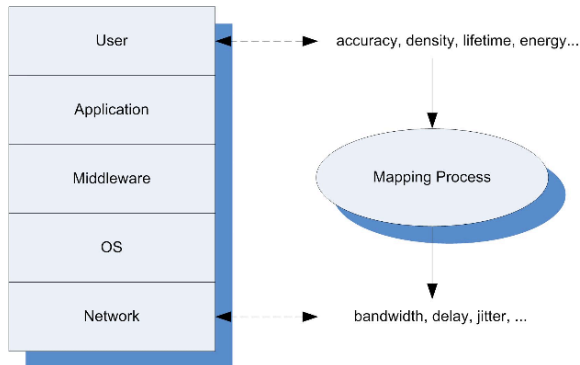 User
accuracy, density, lifetime, energy...
Application
Middleware
Mapping Process
OS
Network
bandwidth, delay, jitter, ...